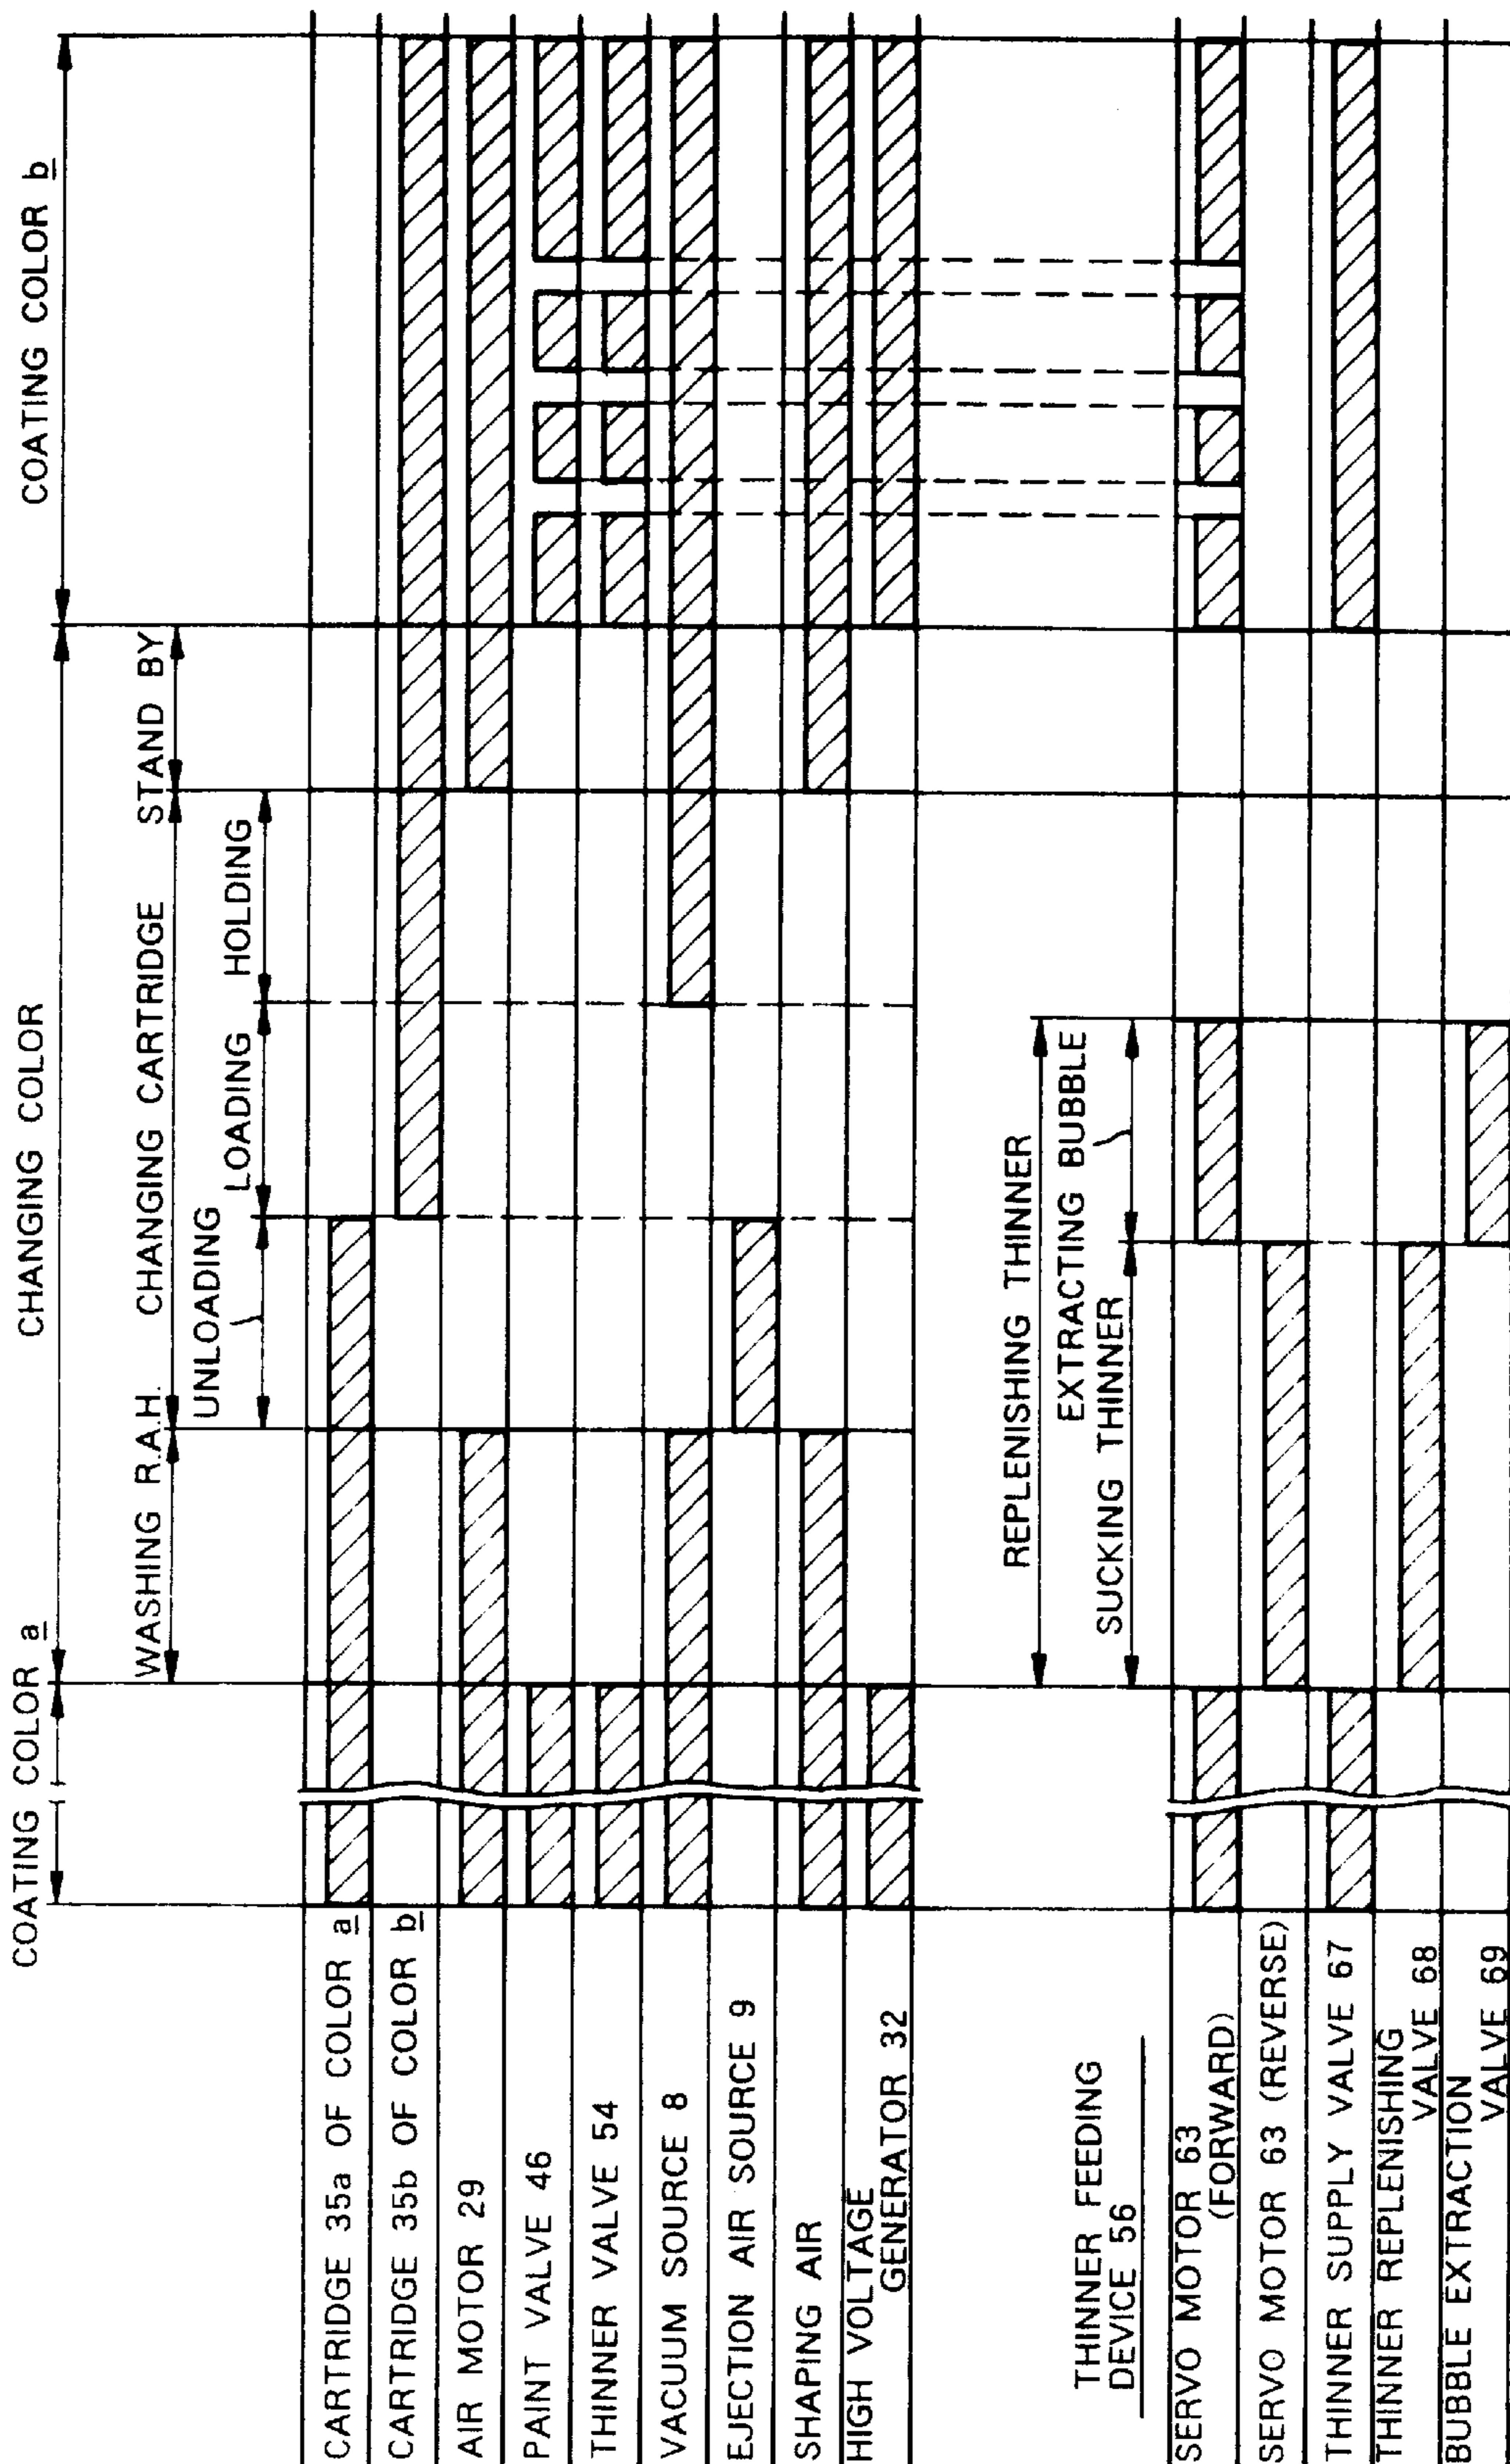 COATING COLOR a
CHANGING COLOR
COATING COLOR b
WASHING R.A.H.
CHANGING CARTRIDGE
STAND BY
UNLOADING
LOADING
HOLDING
CARTRIDGE 35a OF COLOR a
CARTRIDGE 35b OF COLOR b
AIR MOTOR 29
PAINT VALVE 46
THINNER VALVE 54
VACUUM SOURCE 8
EJECTION AIR SOURCE 9
SHAPING AIR
HIGH VOLTAGE
GENERATOR 32
REPLENISHING THINNER
EXTRACTING BUBBLE
SUCKING THINNER
THINNER FEEDING
DEVICE 56
SERVO MOTOR 63
(FORWARD)
SERVO MOTOR 63 (REVERSE)
THINNER SUPPLY VALVE 67
THINNER REPLENISHING
VALVE 68
BUBBLE EXTRACTION
VALVE 69